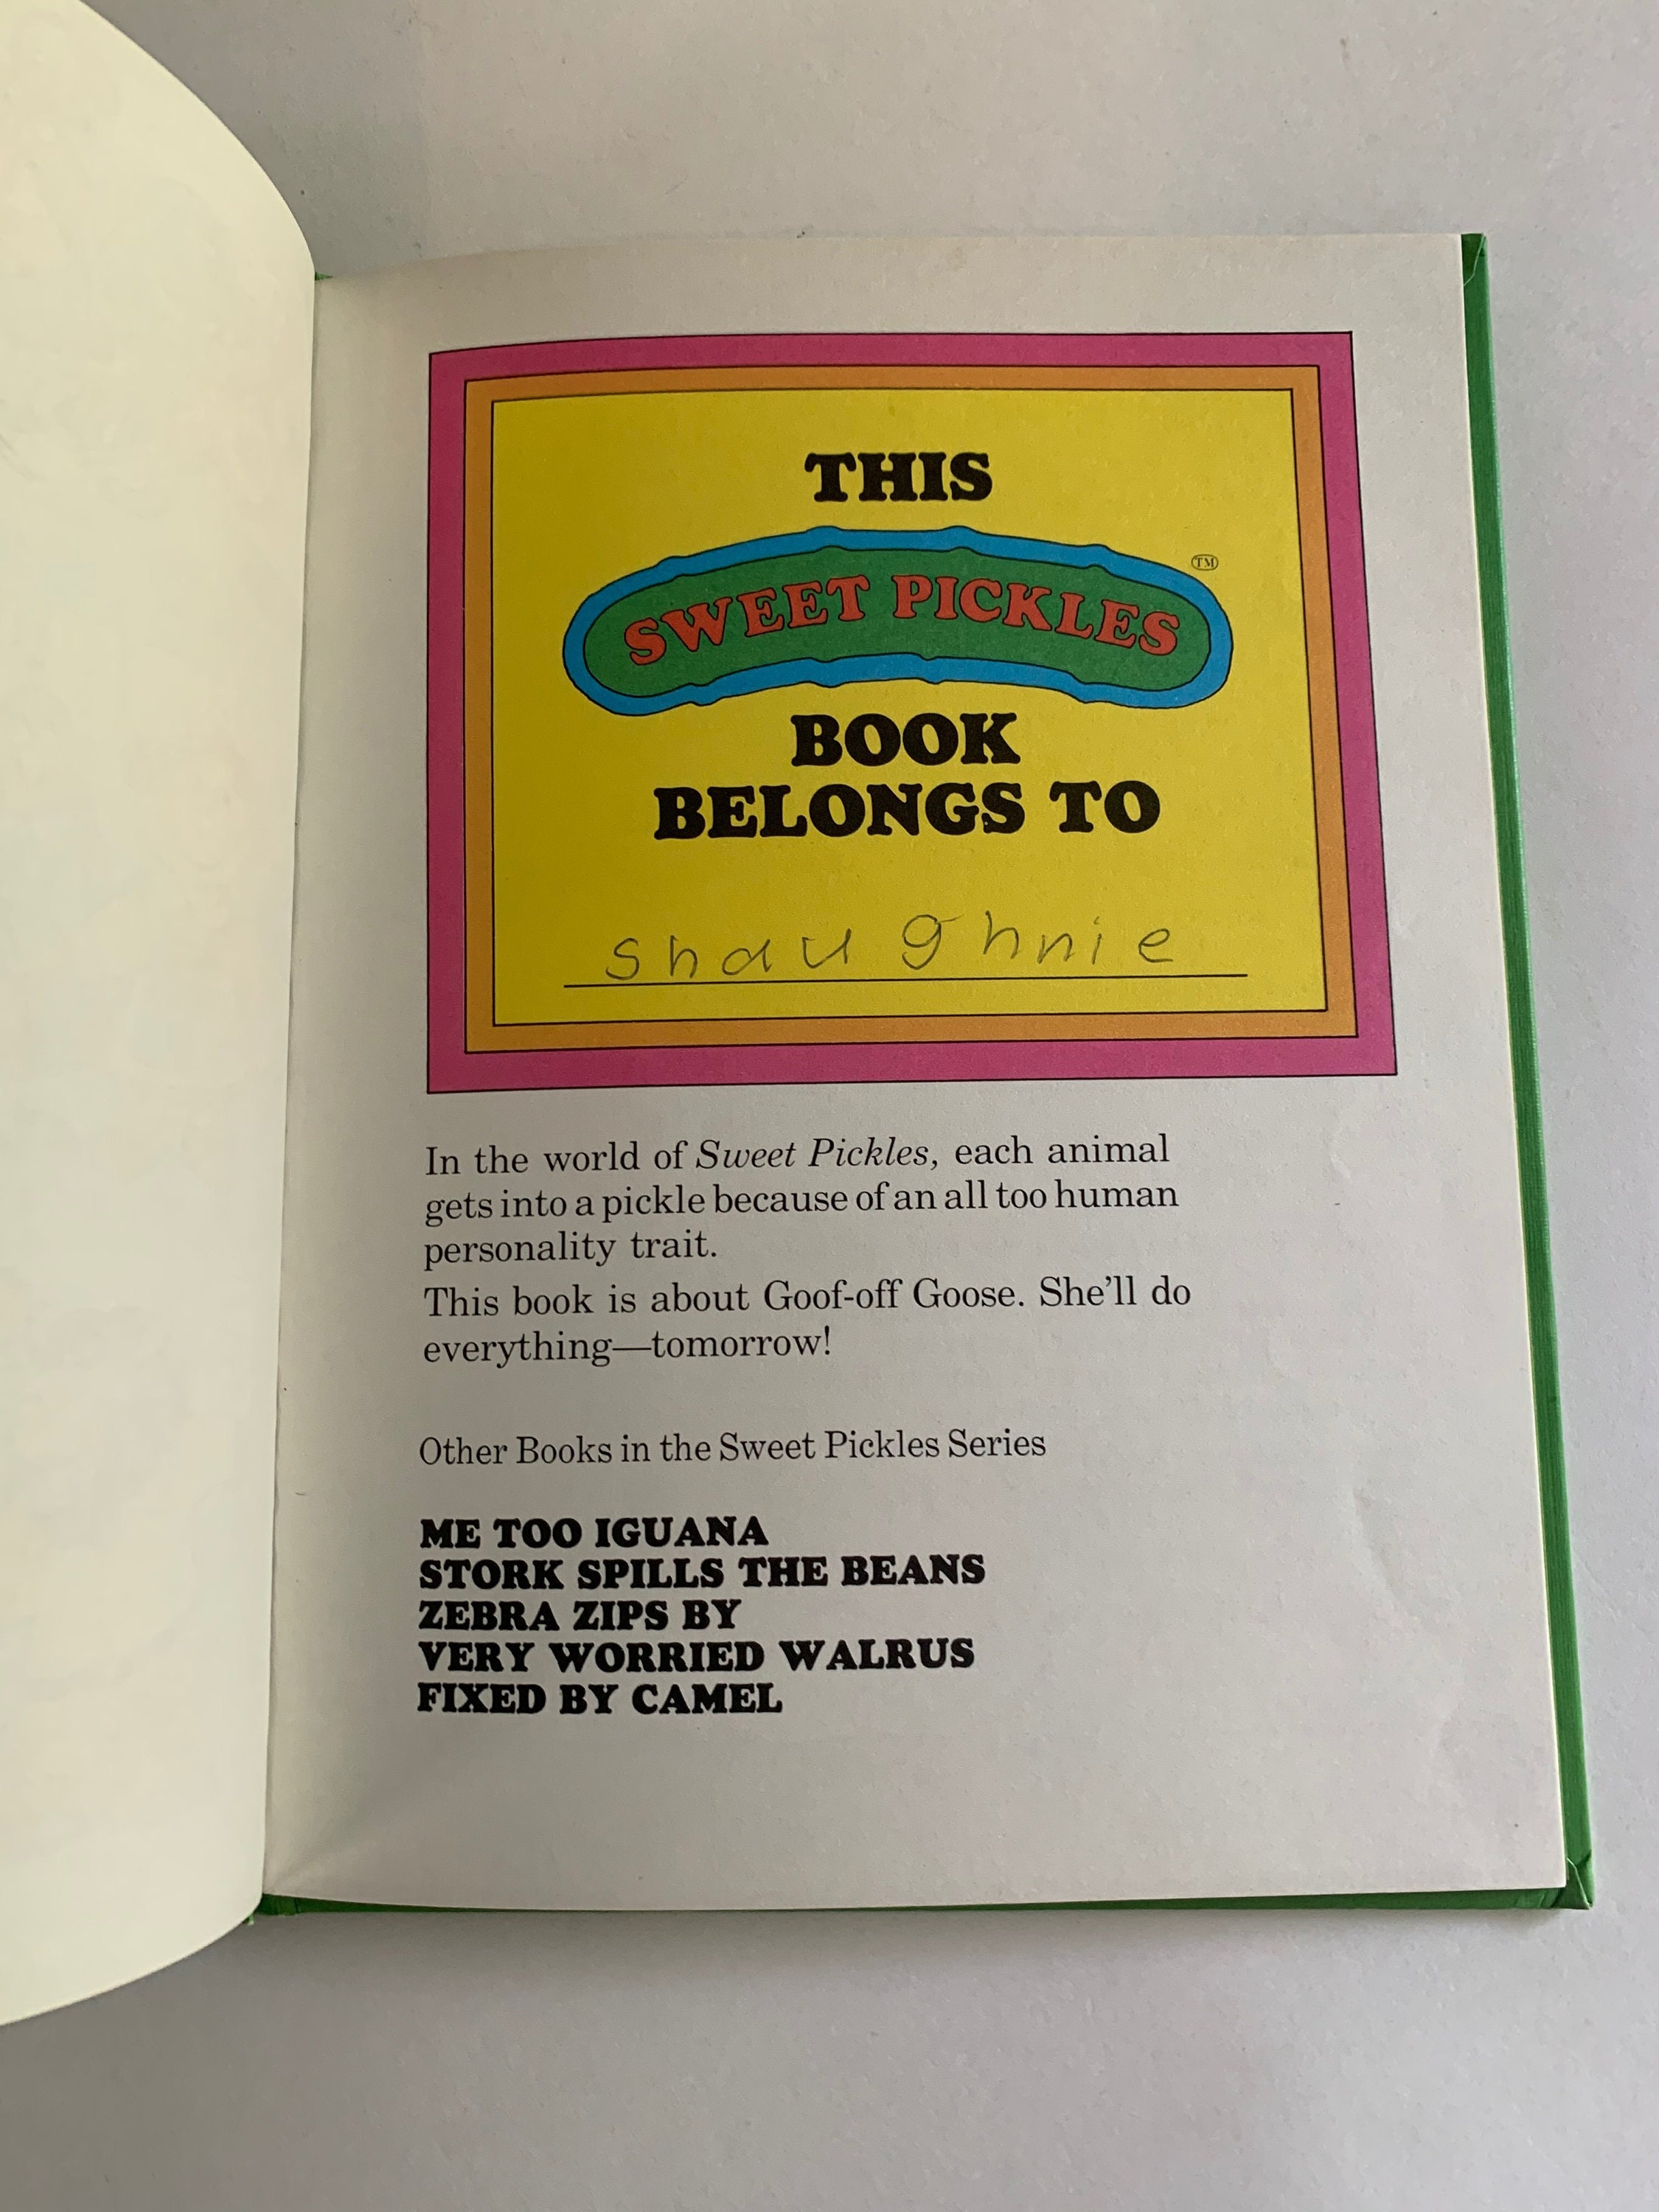 THIS
SWEET PICKLES TM
BOOK
BELONGS TO
Shaughnie
In the world of Sweet Pickles, each animal
gets into a pickle because of an all too human
personality trait.
This book is about Goof-off Goose. She'll do
everything—tomorrow!
Other Books in the Sweet Pickles Series
ME TOO IGUANA
STORK SPILLS THE BEANS
ZEBRA ZIPS BY
VERY WORRIED WALRUS
FIXED BY CAMEL